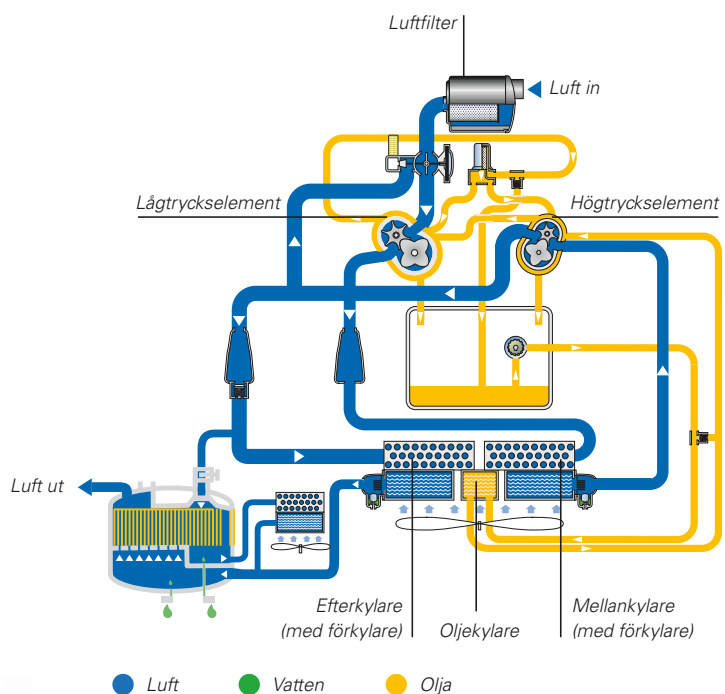 Luftfilter
Luft in
Lågtryckselement
Högtryckselement
Luft ut
Efterkylare
(med förkylare)
Oljekylare
Mellankylare
(med förkylare)
Luft
Vatten
Olja